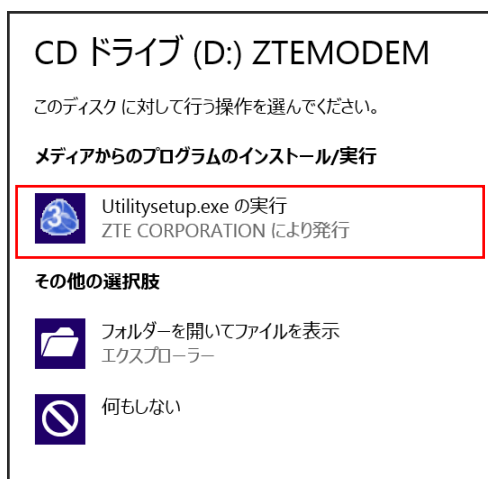 CD ドライブ (D:) ZTEMODEM
このディスク に対して行う操作を選んでください。
メディアからのプログラムのインストール/実行
3
Utilitysetup.exe の実行
ZTE CORPORATION により発行
その他の選択肢
フォルダーを開いてファイルを表示
エクスプローラー
何もしない